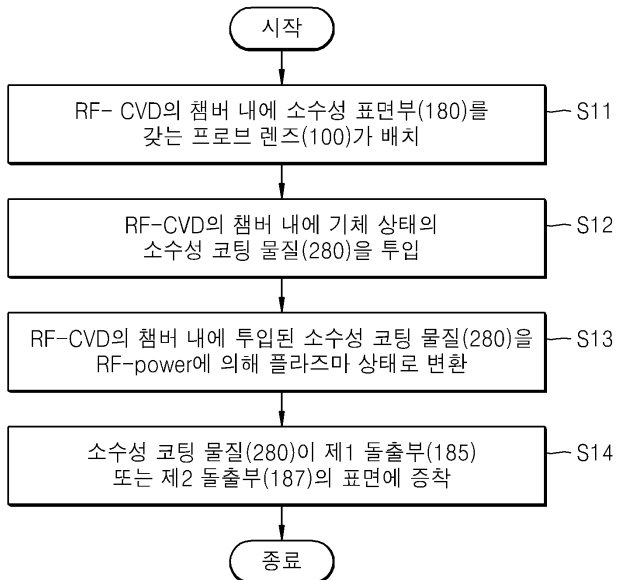 시작
RF- CVD의 챔버 내에 소수성 표면부(180)를
갖는 프로브 렌즈(100)가 배치
S11
RF-CVD의 챔버 내에 기체 상태의
소수성 코팅 물질(280)을 투입
S12
RF-CVD의 챔버 내에 투입된 소수성 코팅 물질(280)을
RF-power에 의해 플라즈마 상태로 변환
S13
소수성 코팅 물질(280)이 제1 돌출부(185)
또는 제2 돌출부(187)의 표면에 증착
S14
종료